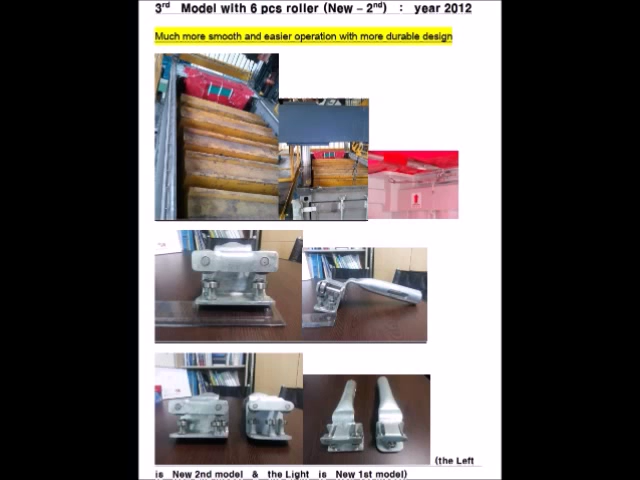 3rd Model with 6 pcs roller (New – 2nd) : year 2012
Much more smooth and easier operation with more durable design
(the Left
is New 2nd model & the Light is New 1st model)